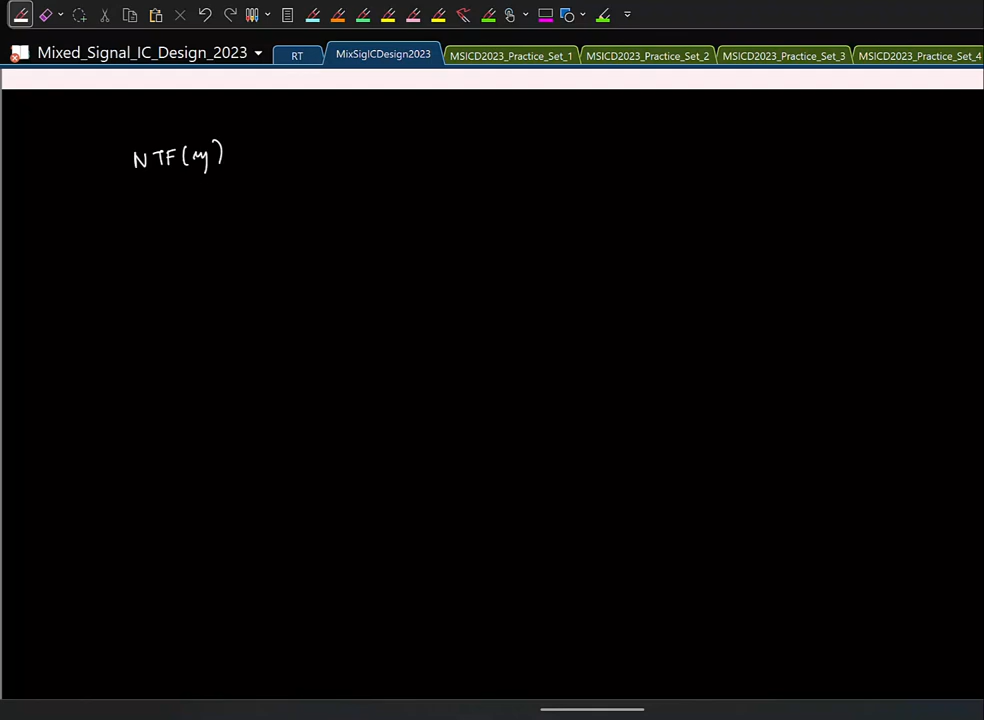 Mixed_Signal_IC_Design_2023
RT
MixSigICDesign2023
MSICD2023_Practice_Set_1
MSICD2023_Practice_Set_2
MSICD2023_Practice_Set_3
MSICD2023_Practice_Set_4
NTF(